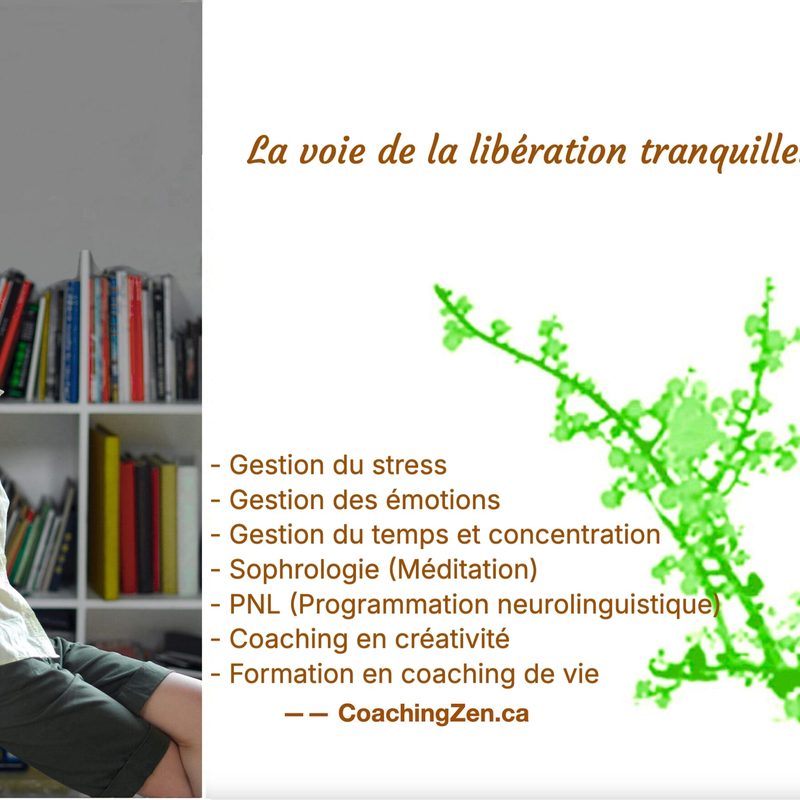 La voie de la libération tranquille.
- Gestion du stress
- Gestion des émotions
- Gestion du temps et concentration
- Sophrologie (Méditation)
- PNL (Programmation neurolinguistique)
- Coaching en créativité
- Formation en coaching de vie
—— CoachingZen.ca